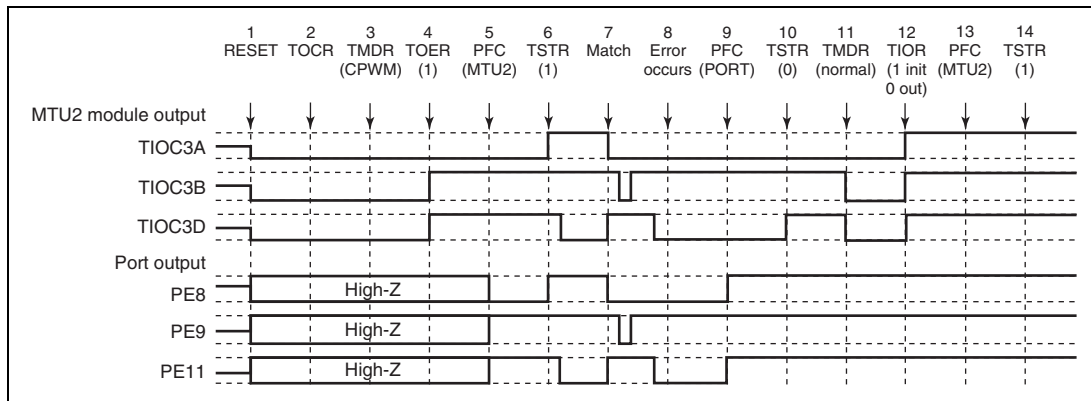 1 2 3 4 5 6 7 8 9 10 11 12 13 14
RESET TOCR TMDR TOER PFC TSTR Match Error PFC TSTR TMDR TIOR PFC TSTR
(CPWM) (1) (MTU2) (1) occurs (PORT) (0) (normal) (1 init (MTU2) (1)
0 out)
MTU2 module output
TIOC3A
TIOC3B
TIOC3D
Port output
PE8 High-Z
PE9 High-Z
PE11 High-Z